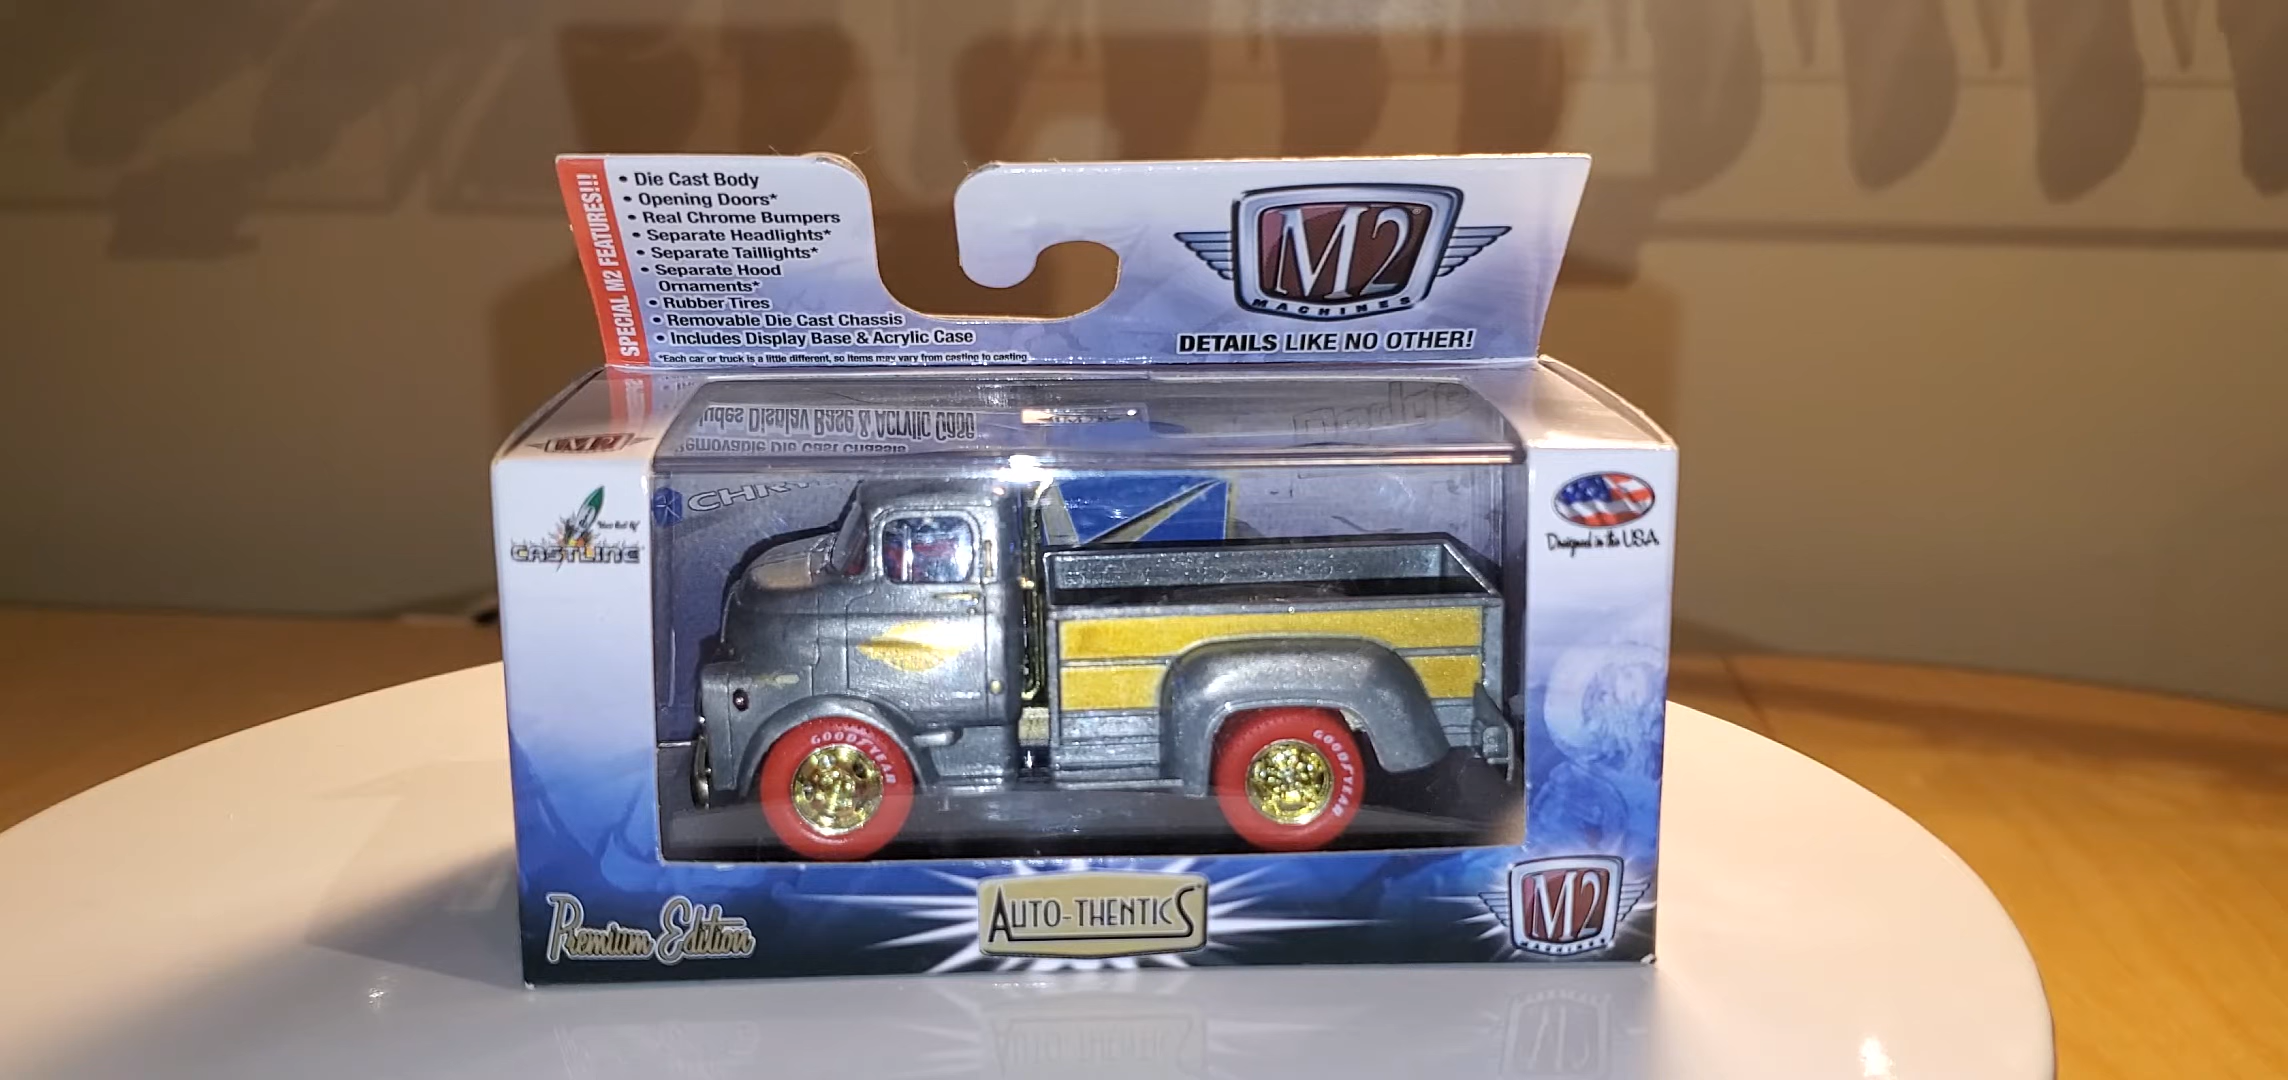 SPECIAL M2 FEATURES!!!
• Die Cast Body
• Opening Doors*
• Real Chrome Bumpers
• Separate Headlights*
• Separate Taillights*
• Separate Hood
Ornaments*
• Rubber Tires
• Removable Die Cast Chassis
• Includes Display Base & Acrylic Case
*Each car or truck is a little different, so items may vary from casting to casting
M2
MACHINES
DETAILS LIKE NO OTHER!
CASTLINE
Designed in the USA
GOODYEAR
GOODYEAR
Premium Edition
AUTO-THENTICS
M2
MACHINES